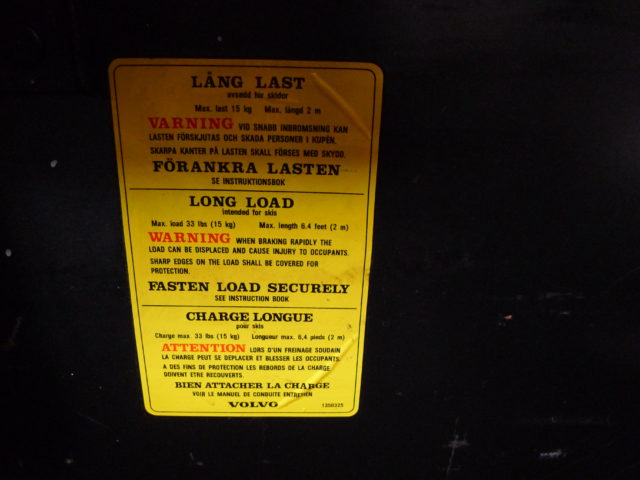 LÅNG LAST
avsedd för skidor
Max. last 15 kg Max. längd 2 m
VARNING VID SNABB INBROMSNING KAN
LASTEN FÖRSKJUTAS OCH SKADA PERSONER I KUPÉN.
SKARPA KANTER PÅ LASTEN SKALL FÖRSES MED SKYDD.
FÖRANKRA LASTEN
SE INSTRUKTIONSBOK
LONG LOAD
intended for skis
Max. load 33 lbs (15 kg) Max. length 6.4 feet (2 m)
WARNING WHEN BRAKING RAPIDLY THE
LOAD CAN BE DISPLACED AND CAUSE INJURY TO OCCUPANTS.
SHARP EDGES ON THE LOAD SHALL BE COVERED FOR
PROTECTION.
FASTEN LOAD SECURELY
SEE INSTRUCTION BOOK
CHARGE LONGUE
pour skis
Charge max. 33 lbs (15 kg) Longueur max. 6,4 pieds (2 m)
ATTENTION LORS D'UN FREINAGE SOUDAIN
LA CHARGE PEUT SE DEPLACER ET BLESSER LES OCCUPANTS.
A DES FINS DE PROTECTION LES REBORDS DE LA CHARGE
DOIVENT ETRE RECOUVERTS.
BIEN ATTACHER LA CHARGE
VOIR LE MANUEL DE CONDUITE ENTRETIEN
VOLVO 1258325